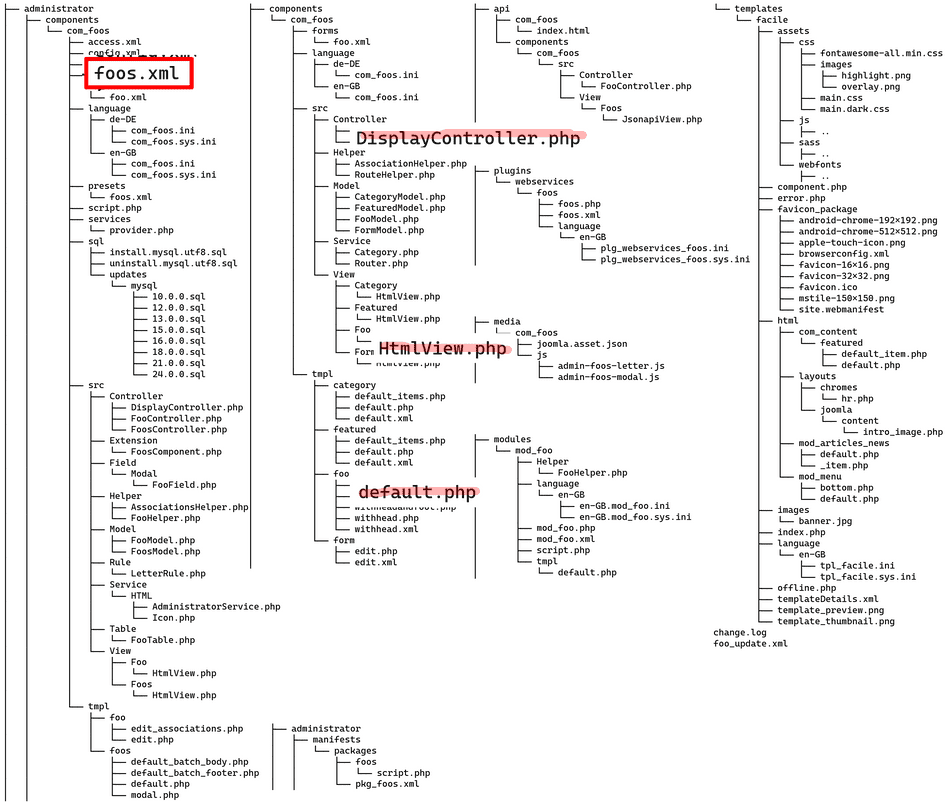 administrator
components
com_foos
access.xml
config.xml
foos.xml
foo.xml
language
de-DE
com_foos.ini
com_foos.sys.ini
en-GB
com_foos.ini
com_foos.sys.ini
presets
foo.xml
script.php
services
provider.php
sql
install.mysql.utf8.sql
uninstall.mysql.utf8.sql
updates
mysql
10.0.0.sql
12.0.0.sql
13.0.0.sql
15.0.0.sql
16.0.0.sql
18.0.0.sql
21.0.0.sql
24.0.0.sql
src
Controller
DisplayController.php
FooController.php
FoosController.php
Extension
FoosComponent.php
Field
Modal
FooField.php
Helper
AssociationsHelper.php
FooHelper.php
Model
FooModel.php
FoosModel.php
Rule
LetterRule.php
Service
HTML
AdministratorService.php
Icon.php
Table
FooTable.php
View
Foo
HtmlView.php
Foos
HtmlView.php
tmpl
foo
edit_associations.php
edit.php
foos
default_batch_body.php
default_batch_footer.php
default.php
modal.php
components
com_foos
forms
foo.xml
language
de-DE
com_foos.ini
en-GB
com_foos.ini
src
Controller
DisplayController.php
Helper
AssociationHelper.php
RouteHelper.php
Model
CategoryModel.php
FeaturedModel.php
FooModel.php
FormModel.php
Service
Category.php
Router.php
View
Category
HtmlView.php
Featured
HtmlView.php
Foo
HtmlView.php
Form
HtmlView.php
tmpl
category
default_items.php
default.php
default.xml
featured
default_items.php
default.php
default.xml
foo
default.php
withheadandfoot.php
withhead.php
withhead.xml
form
edit.php
edit.xml
administrator
manifests
packages
foos
script.php
pkg_foos.xml
api
com_foos
index.html
components
com_foos
src
Controller
FooController.php
View
Foos
JsonapiView.php
plugins
webservices
foos
foos.php
foos.xml
language
en-GB
plg_webservices_foos.ini
plg_webservices_foos.sys.ini
media
com_foos
joomla.asset.json
js
admin-foos-letter.js
admin-foos-modal.js
modules
mod_foo
Helper
FooHelper.php
language
en-GB
en-GB.mod_foo.ini
en-GB.mod_foo.sys.ini
mod_foo.php
mod_foo.xml
script.php
tmpl
default.php
templates
facile
assets
css
fontawesome-all.min.css
images
highlight.png
overlay.png
main.css
main.dark.css
js
..
sass
..
webfonts
..
component.php
error.php
favicon_package
android-chrome-192×192.png
android-chrome-512×512.png
apple-touch-icon.png
browserconfig.xml
favicon-16×16.png
favicon-32×32.png
favicon.ico
mstile-150×150.png
site.webmanifest
html
com_content
featured
default_item.php
default.php
layouts
chromes
hr.php
joomla
content
intro_image.php
mod_articles_news
default.php
_item.php
mod_menu
bottom.php
default.php
images
banner.jpg
index.php
language
en-GB
tpl_facile.ini
tpl_facile.sys.ini
offline.php
templateDetails.xml
template_preview.png
template_thumbnail.png
change.log
foo_update.xml